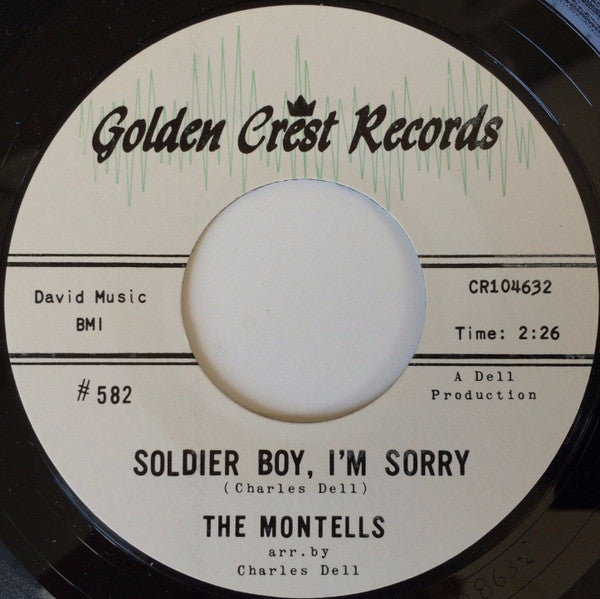 Golden Crest Records
David Music
BMI
CR104632
Time: 2:26
# 582
A Dell
Production
SOLDIER BOY, I'M SORRY
(Charles Dell)
THE MONTELLS
arr. by
Charles Dell